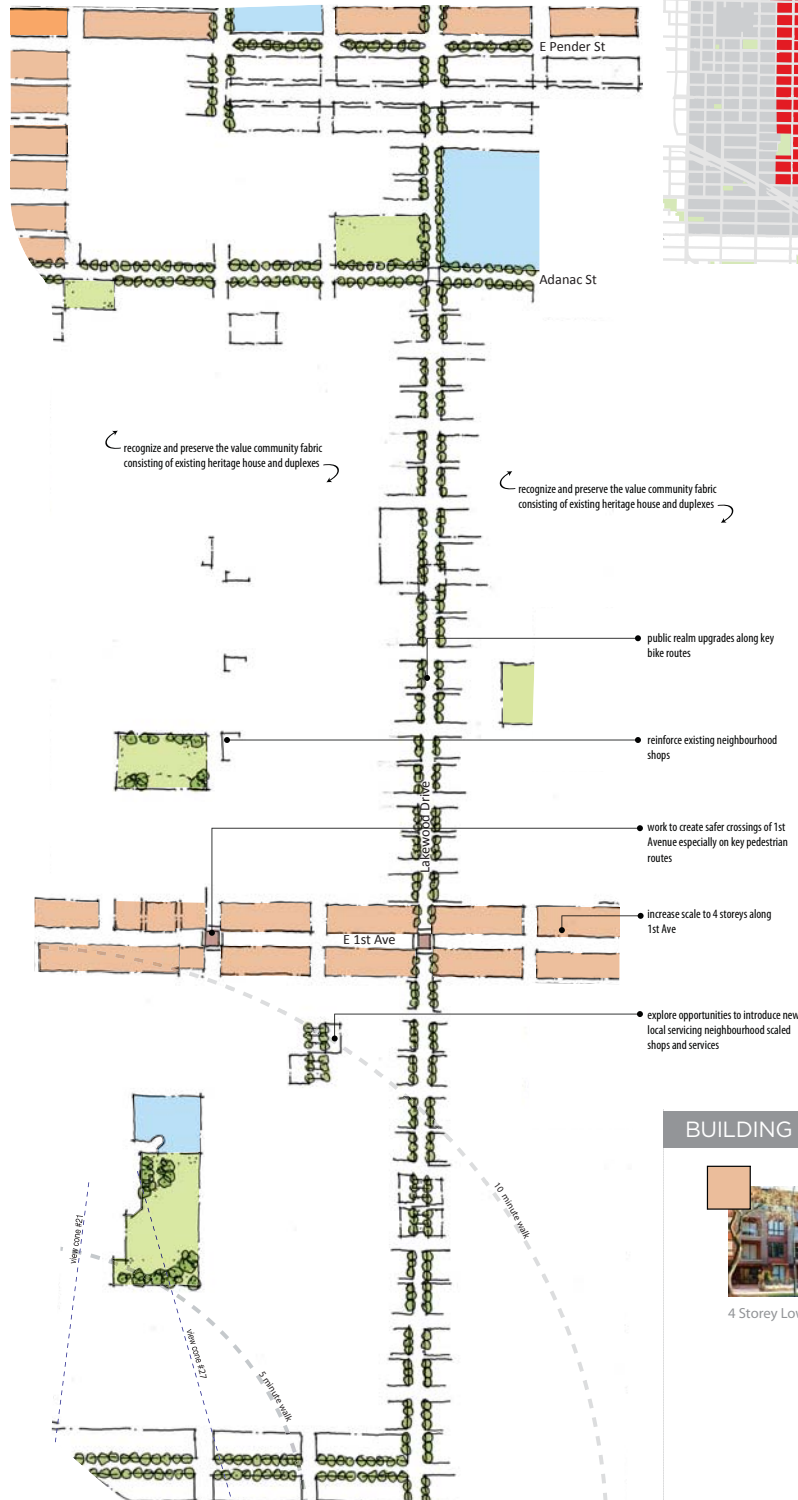 E Pender St
Adanac St
recognize and preserve the value community fabric
consisting of existing heritage house and duplexes
recognize and preserve the value community fabric
consisting of existing heritage house and duplexes
public realm upgrades along key
bike routes
reinforce existing neighbourhood
shops
Lakewood Drive
work to create safer crossings of 1st
Avenue especially on key pedestrian
routes
increase scale to 4 storeys along
1st Ave
E 1st Ave
explore opportunities to introduce new
local servicing neighbourhood scaled
shops and services
BUILDING
4 Storey Low
10 minute walk
view cone #21
view cone #27
5 minute walk